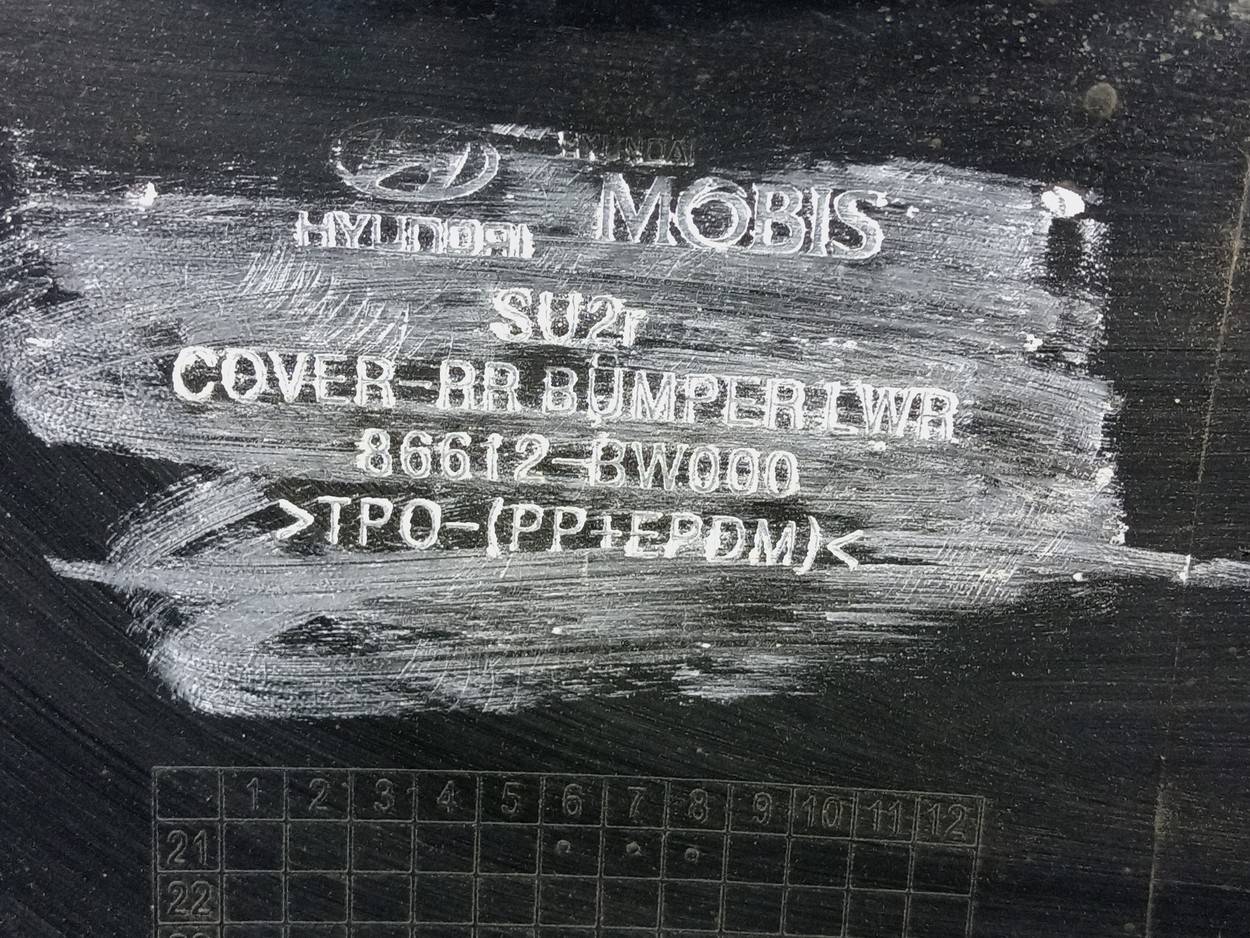 HYUNDAI
MOBIS
HYUNDAI
SU2r
COVER-RR BUMPER LWR
86612-BW000
>TPO-(PP+EPDM)<
1 2 3 4 5 6 7 8 9 10 11 12
21
22